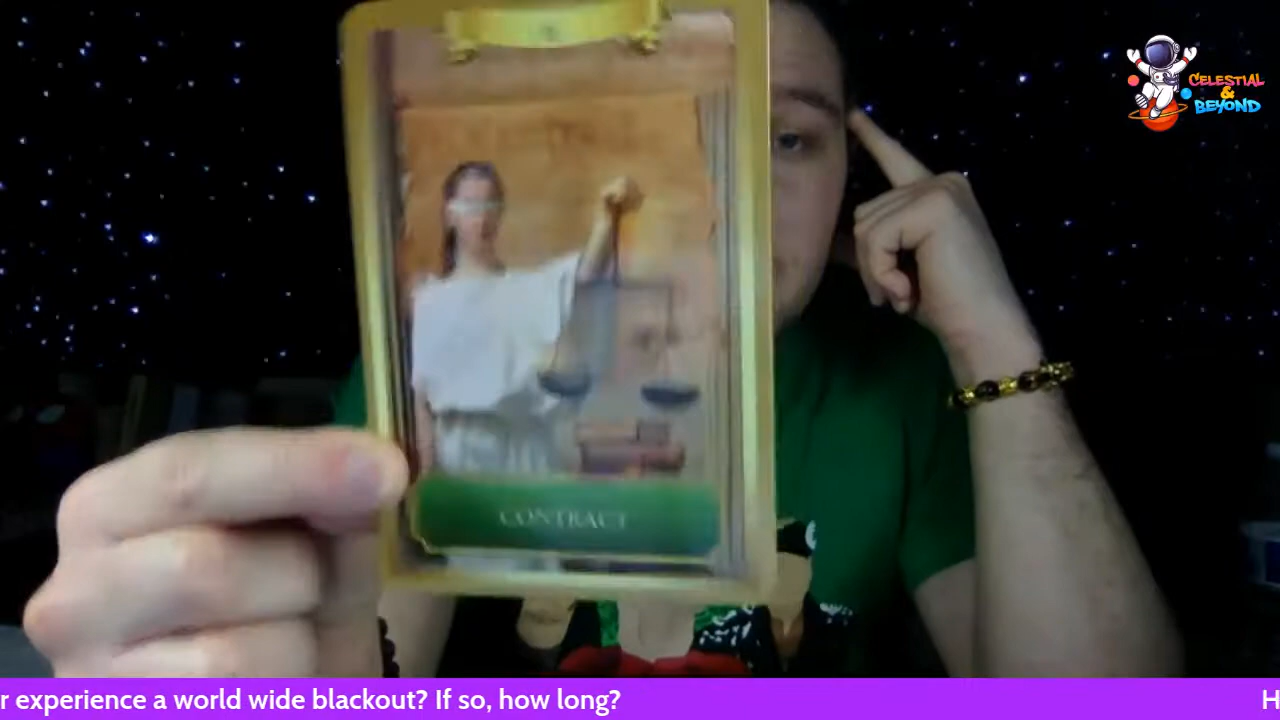 CELESTIAL
&
BEYOND
CONTRACT
r experience a world wide blackout? If so, how long?
H